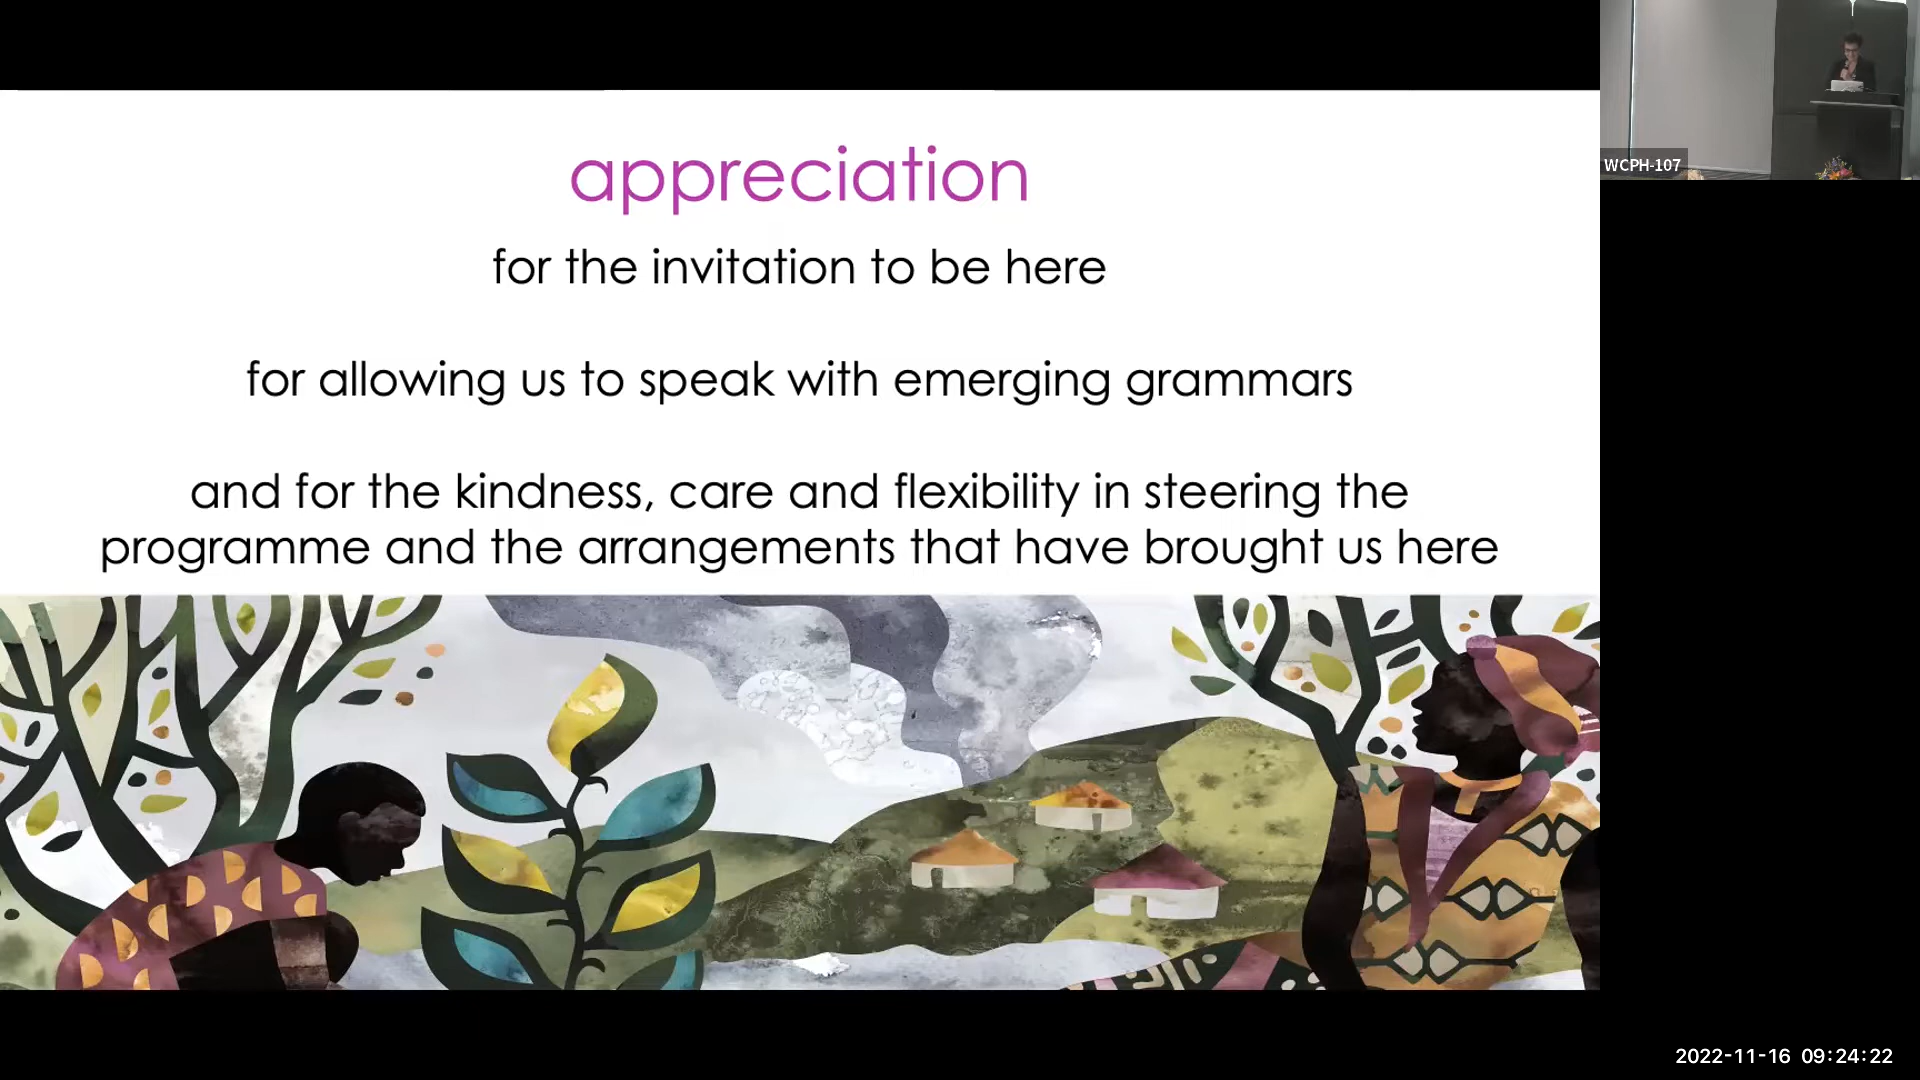 appreciation
for the invitation to be here
for allowing us to speak with emerging grammars
and for the kindness, care and flexibility in steering the
programme and the arrangements that have brought us here
WCPH-107
2022-11-16 09:24:22